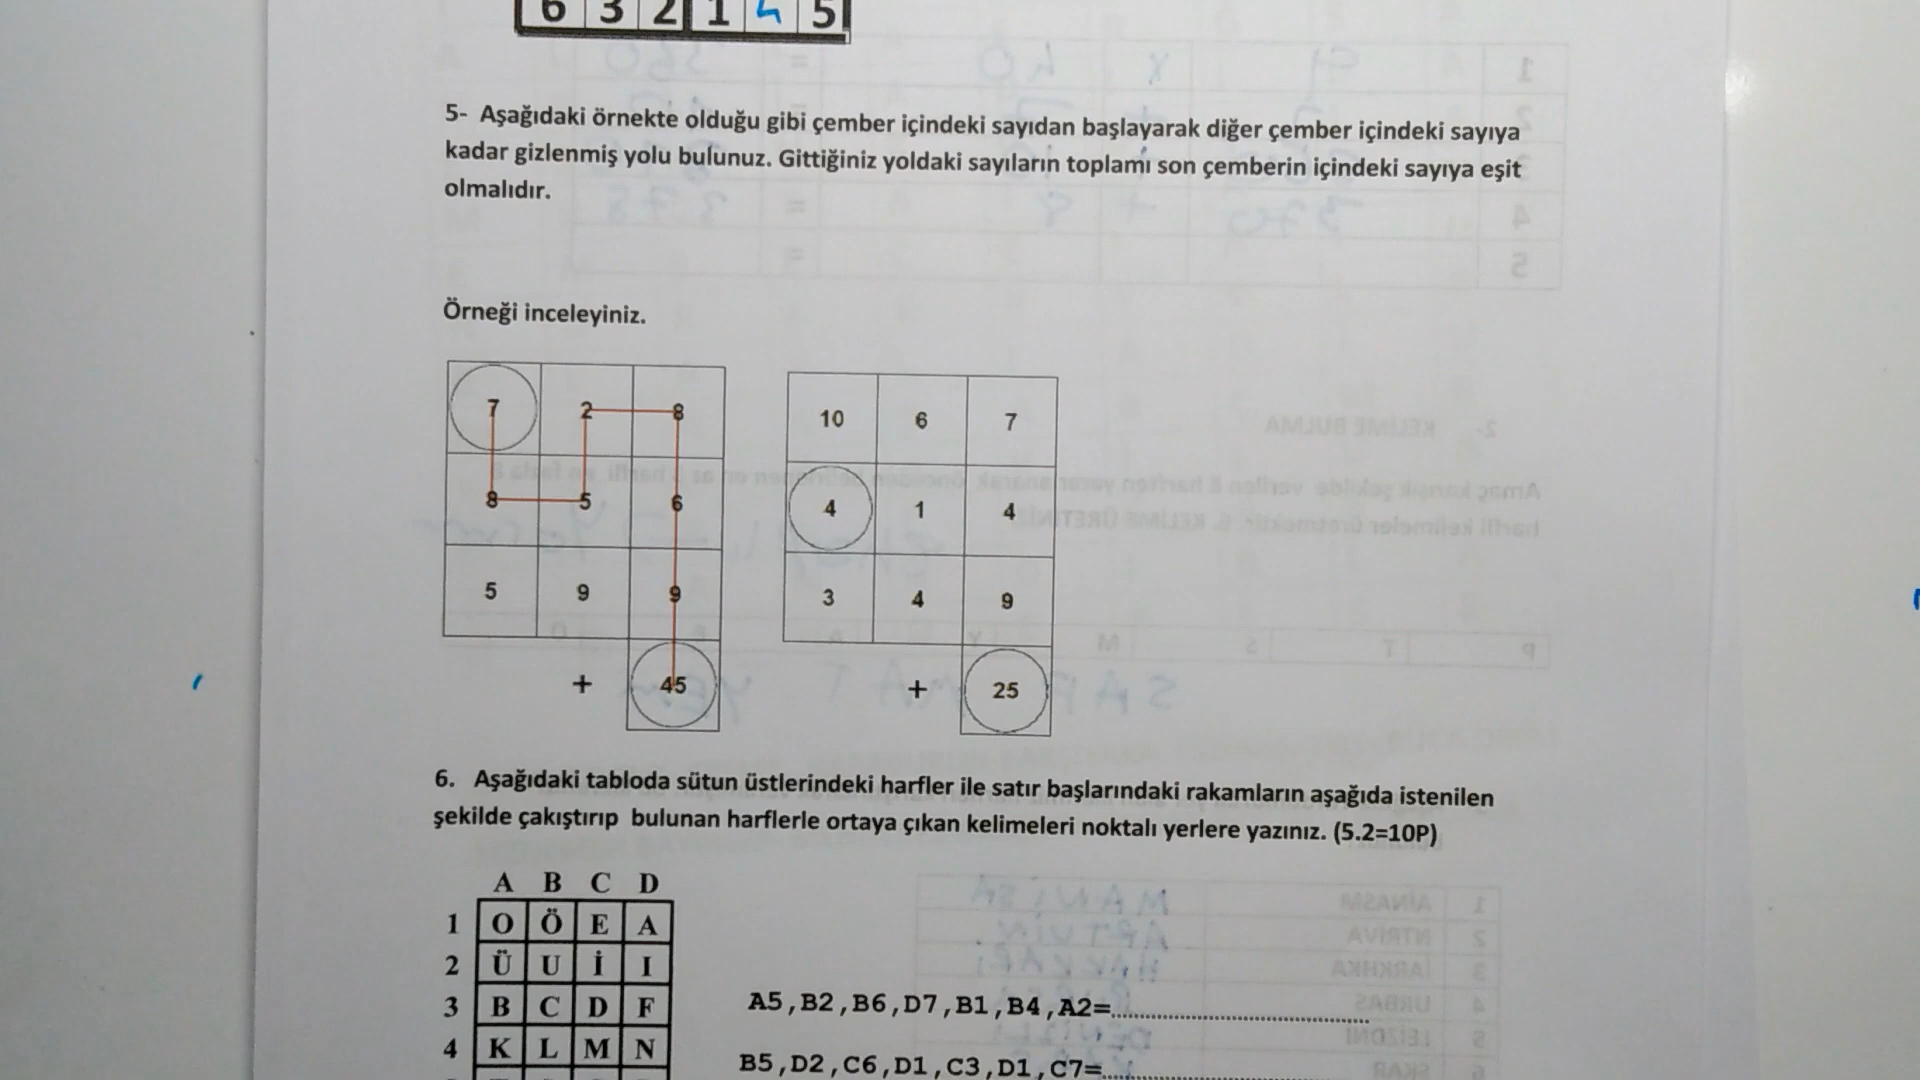 6 3 2 1 4 5
5- Aşağıdaki örnekte olduğu gibi çember içindeki sayıdan başlayarak diğer çember içindeki sayıya
kadar gizlenmiş yolu bulunuz. Gittiğiniz yoldaki sayıların toplamı son çemberin içindeki sayıya eşit
olmalıdır.
Örneği inceleyiniz.
7 2 8
8 5 6
5 9 9
+ 45
10 6 7
4 1 4
3 4 9
+ 25
6. Aşağıdaki tabloda sütun üstlerindeki harfler ile satır başlarındaki rakamların aşağıda istenilen
şekilde çakıştırıp bulunan harflerle ortaya çıkan kelimeleri noktalı yerlere yazınız. (5.2=10P)
A B C D
1 O Ö E A
2 Ü U İ I
3 B C D F
4 K L M N
A5,B2,B6,D7,B1,B4,A2=
B5,D2,C6,D1,C3,D1,C7=